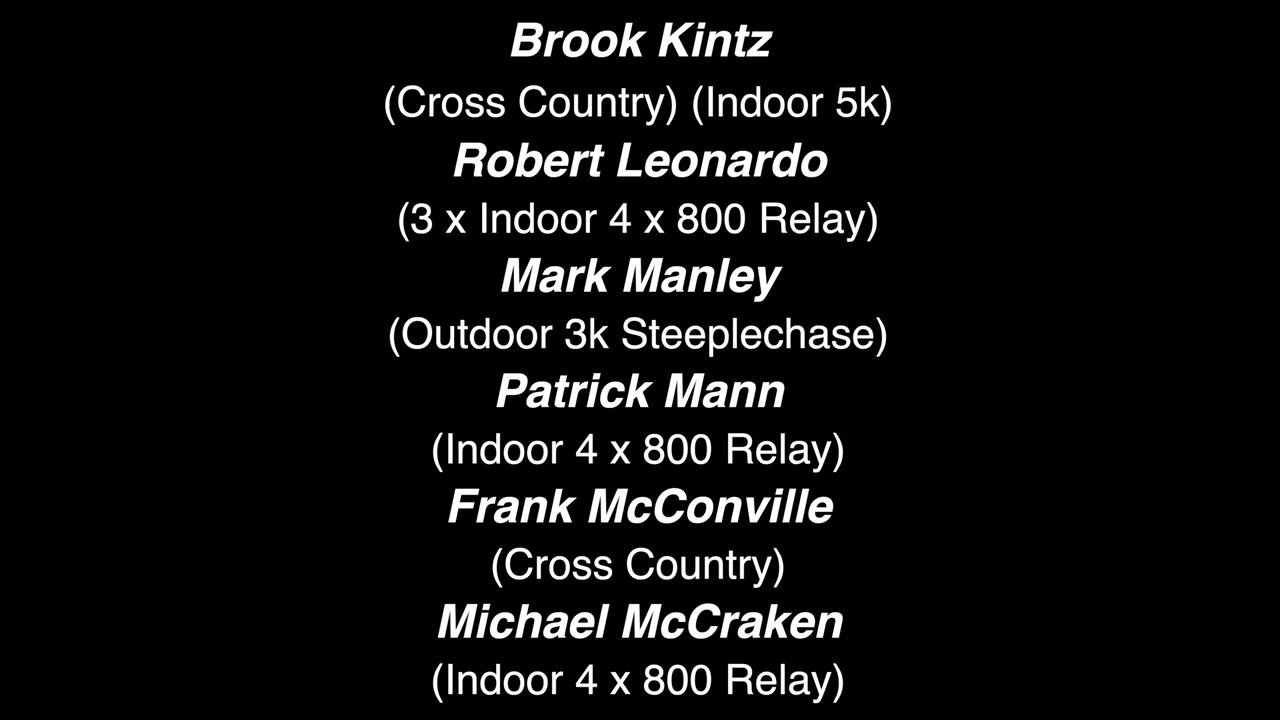 Brook Kintz
(Cross Country) (Indoor 5k)
Robert Leonardo
(3 x Indoor 4 x 800 Relay)
Mark Manley
(Outdoor 3k Steeplechase)
Patrick Mann
(Indoor 4 x 800 Relay)
Frank McConville
(Cross Country)
Michael McCraken
(Indoor 4 x 800 Relay)